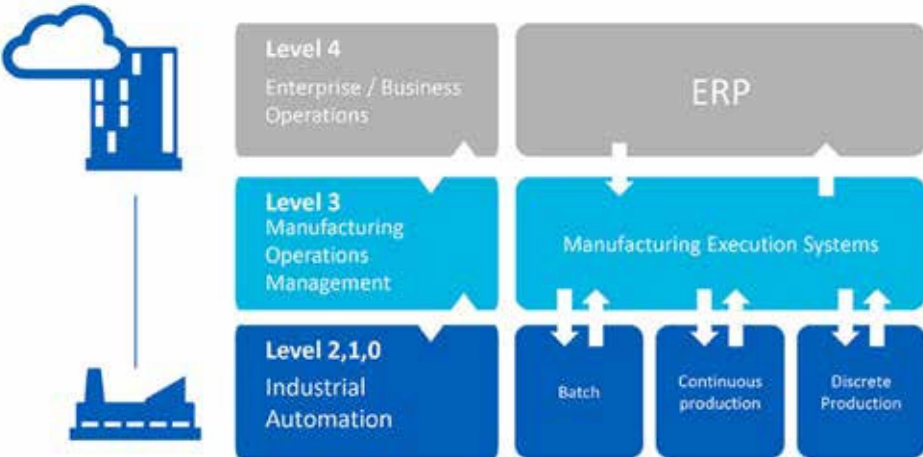 Level 4
Enterprise / Business
Operations
ERP
Level 3
Manufacturing
Operations
Management
Manufacturing Execution Systems
Level 2,1,0
Industrial
Automation
Batch
Continuous
production
Discrete
Production